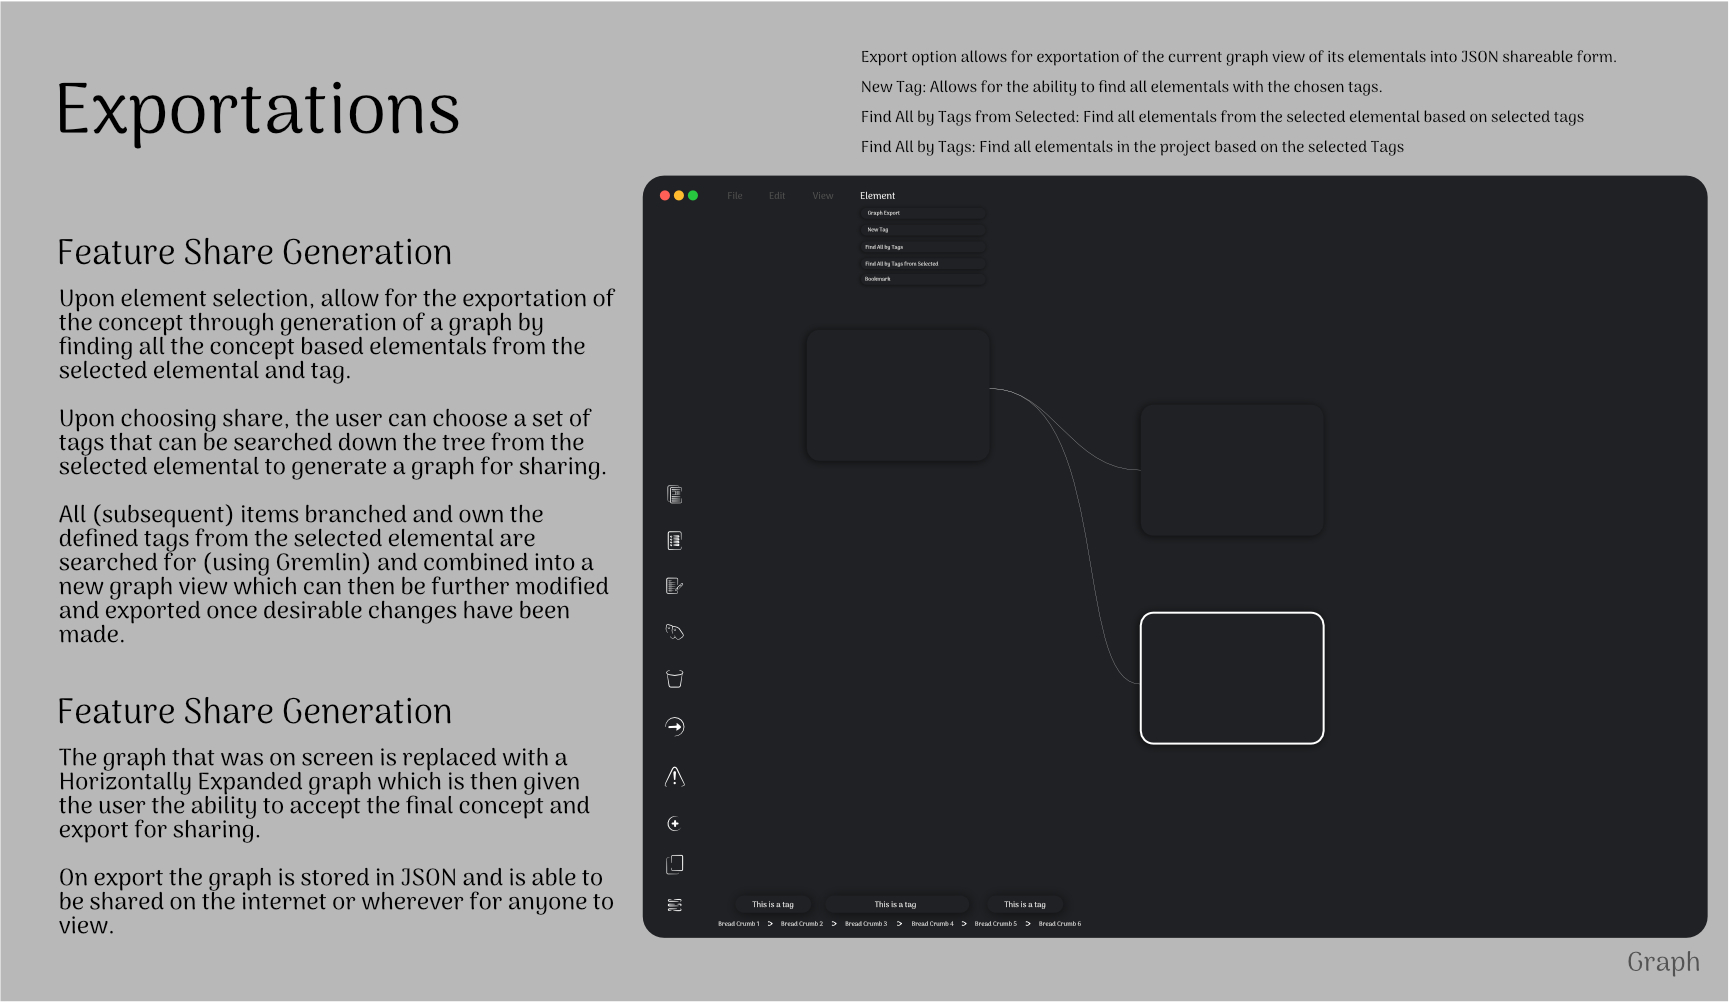 Exportations
Export option allows for exportation of the current graph view of its elementals into JSON shareable form.
New Tag: Allows for the ability to find all elementals with the chosen tags.
Find All by Tags from Selected: Find all elementals from the selected elemental based on selected tags
Find All by Tags: Find all elementals in the project based on the selected Tags
Feature Share Generation
Upon element selection, allow for the exportation of
the concept through generation of a graph by
finding all the concept based elementals from the
selected elemental and tag.
Upon choosing share, the user can choose a set of
tags that can be searched down the tree from the
selected elemental to generate a graph for sharing.
All (subsequent) items branched and own the
defined tags from the selected elemental are
searched for (using Gremlin) and combined into a
new graph view which can then be further modified
and exported once desirable changes have been
made.
Feature Share Generation
The graph that was on screen is replaced with a
Horizontally Expanded graph which is then given
the user the ability to accept the final concept and
export for sharing.
On export the graph is stored in JSON and is able to
be shared on the internet or wherever for anyone to
view.
File Edit View Element
Graph Export
New Tag
Find All by Tags
Find All by Tags from Selected
Bookmark
This is a tag This is a tag This is a tag
Bread Crumb 1 > Bread Crumb 2 > Bread Crumb 3 > Bread Crumb 4 > Bread Crumb 5 > Bread Crumb 6
Graph